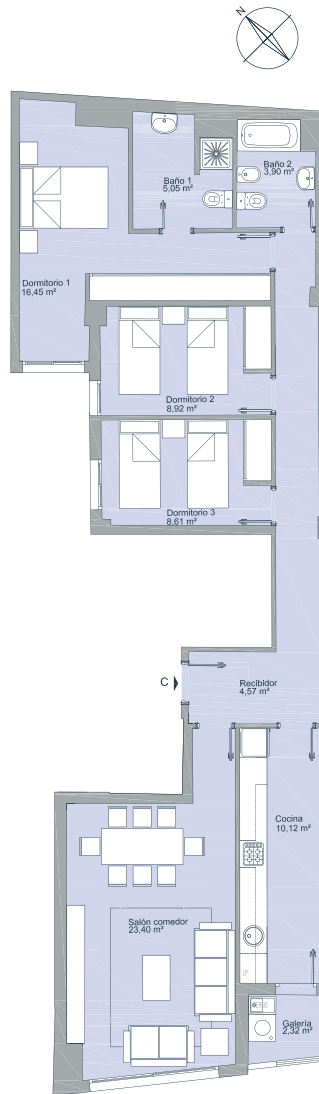 N
Baño 1
5,05 m²
Baño 2
3,90 m²
Dormitorio 1
16,45 m²
Dormitorio 2
8,92 m²
Dormitorio 3
8,61 m²
C
Recibidor
4,57 m²
Cocina
10,12 m²
Salón comedor
23,40 m²
F
Galería
2,32 m²